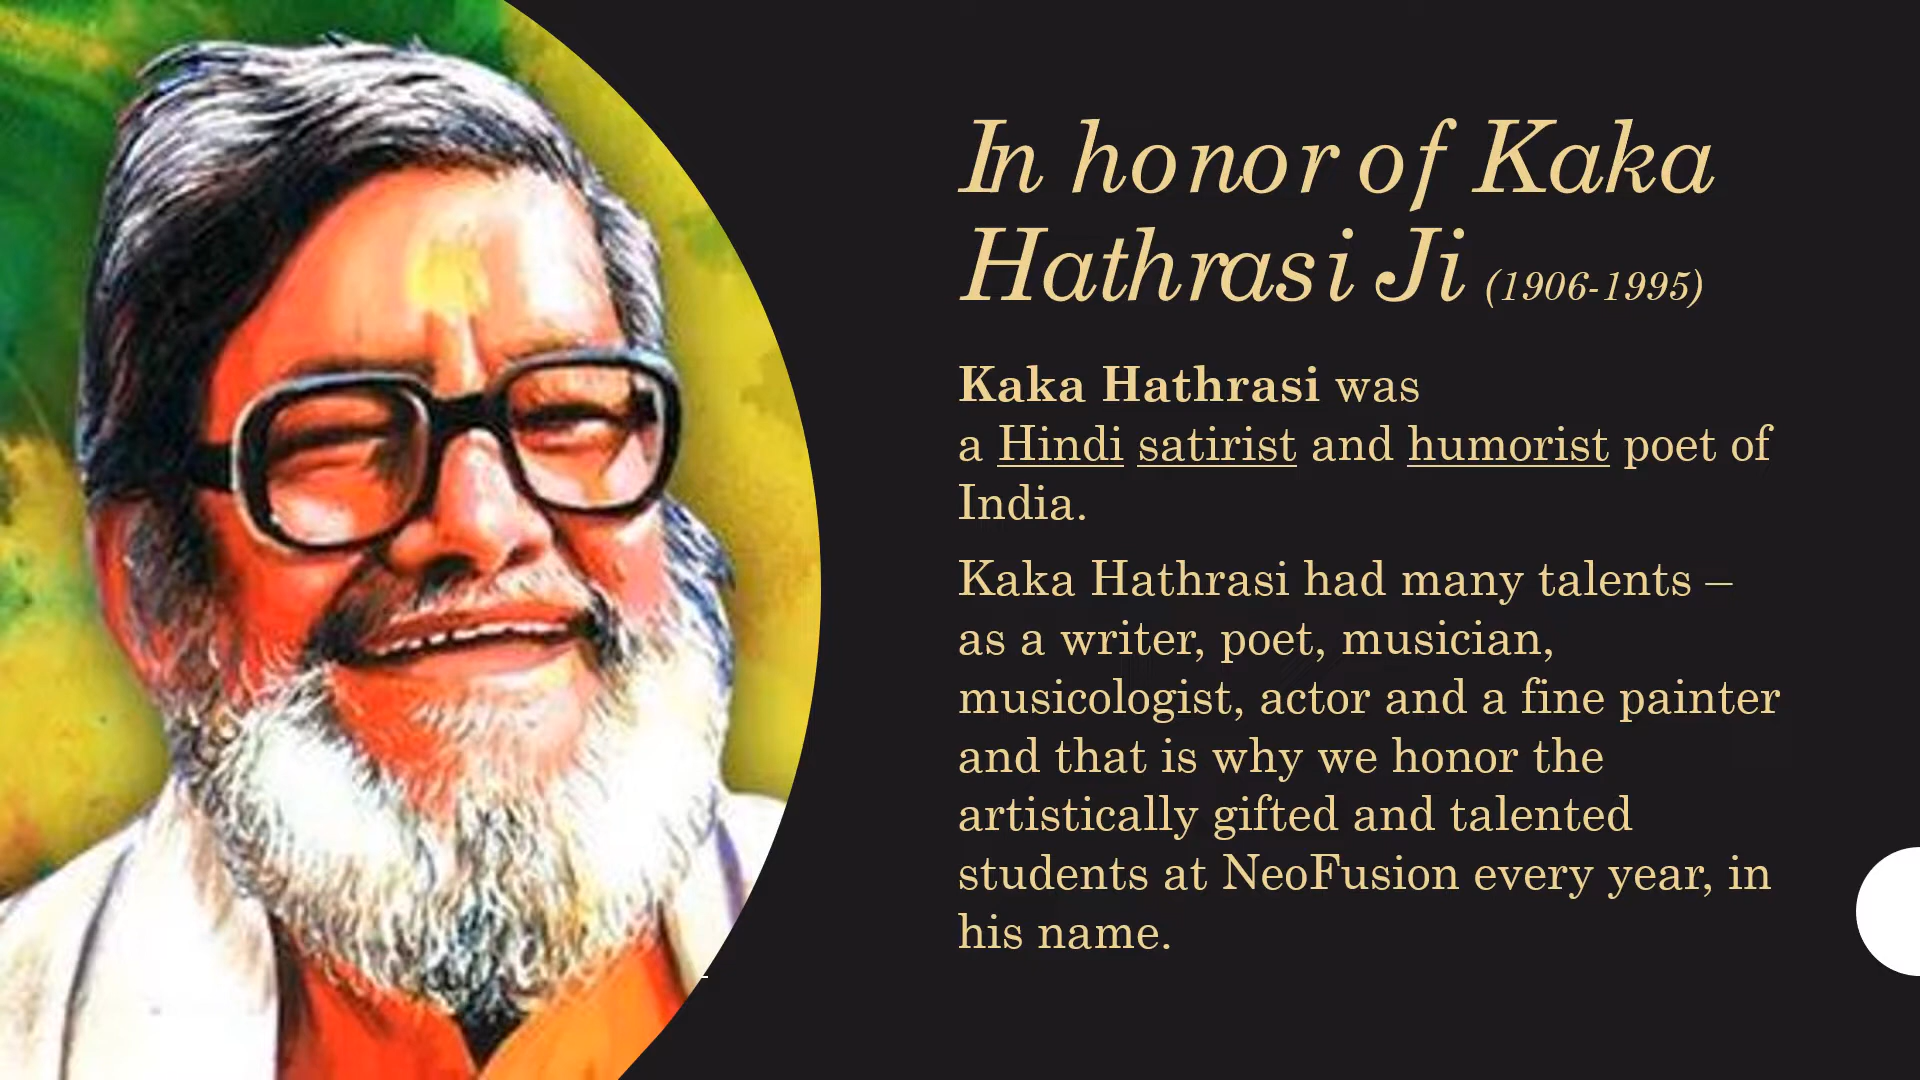 In honor of Kaka
Hathrasi Ji (1906-1995)
Kaka Hathrasi was
a Hindi satirist and humorist poet of
India.
Kaka Hathrasi had many talents –
as a writer, poet, musician,
musicologist, actor and a fine painter
and that is why we honor the
artistically gifted and talented
students at NeoFusion every year, in
his name.